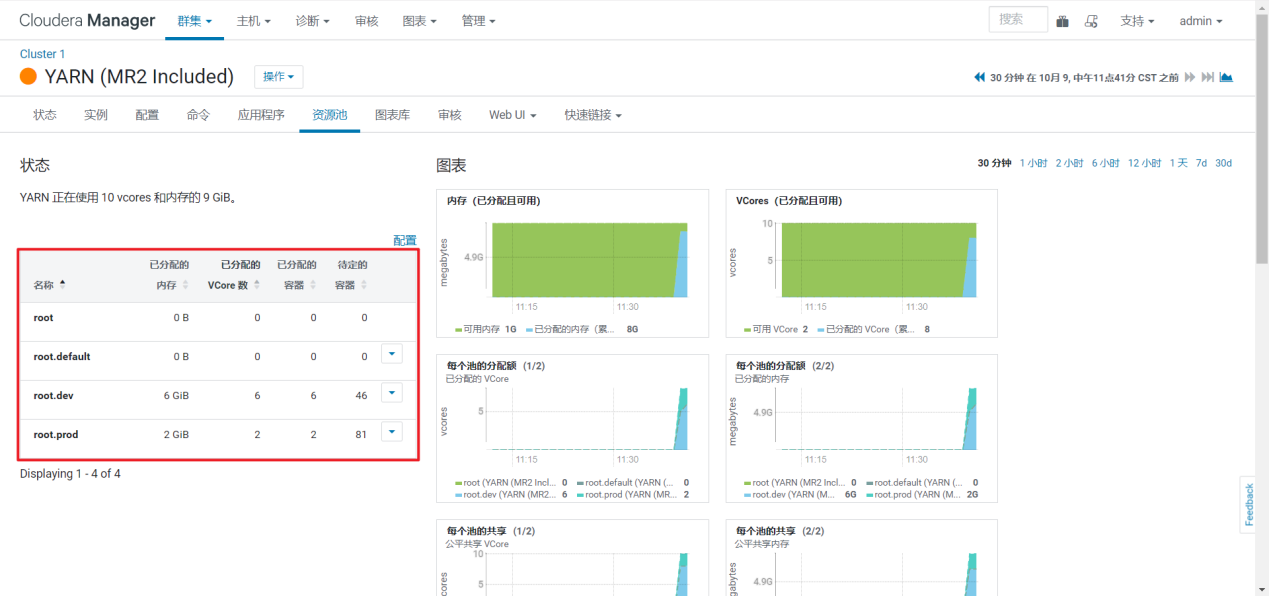 Cloudera Manager 群集 主机 诊断 审核 图表 管理 搜索 支持 admin
Cluster 1
YARN (MR2 Included) 操作 30 分钟 在 10月 9, 中午11点41分 CST 之前
状态 实例 配置 命令 应用程序 资源池 图表库 审核 Web UI 快速链接
状态
YARN 正在使用 10 vcores 和内存的 9 GiB。
配置
名称 已分配的 内存 已分配的 VCore 数 已分配的 容器 待定的 容器
root 0 B 0 0 0
root.default 0 B 0 0 0
root.dev 6 GiB 6 6 46
root.prod 2 GiB 2 2 81
Displaying 1 - 4 of 4
图表
30 分钟 1 小时 2 小时 6 小时 12 小时 1 天 7d 30d
内存（已分配且可用）
megabytes
4.9G
11:15 11:30
可用内存 1G 已分配的内存（累... 8G
VCores（已分配且可用）
vcores
10
5
11:15 11:30
可用 VCore 2 已分配的 VCore（累... 8
每个池的分配额 (1/2)
已分配的 VCore
vcores
5
11:15 11:30
root (YARN (MR2 Incl... 0 root.default (YARN (... 0
root.dev (YARN (MR2... 6 root.prod (YARN (MR... 2
每个池的分配额 (2/2)
已分配的内存
megabytes
4.9G
11:15 11:30
root (YARN (MR2 Incl... 0 root.default (YARN (... 0
root.dev (YARN (M... 6G root.prod (YARN (M... 2G
每个池的共享 (1/2)
公平共享 VCore
10
5
每个池的共享 (2/2)
公平共享内存
4.9G
Feedback